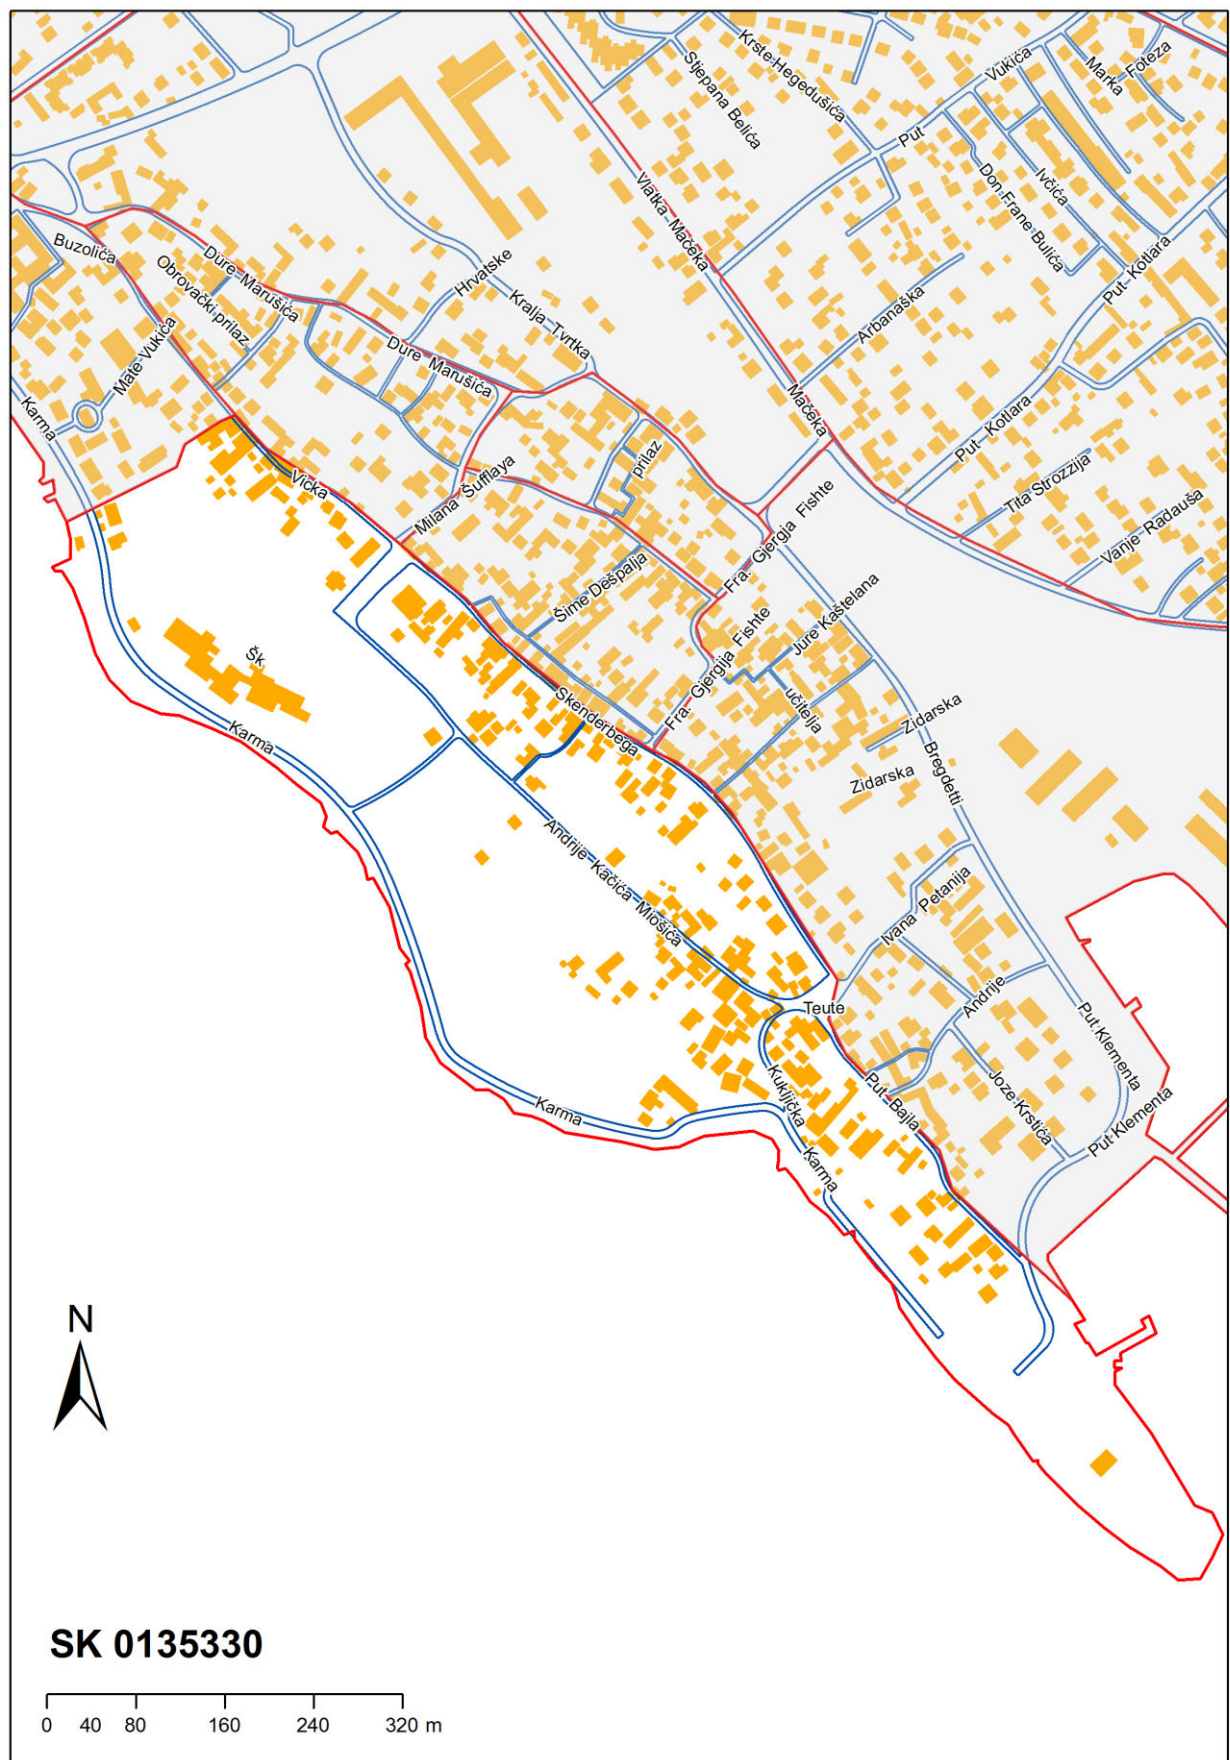 Krste Hegedušića
Stjepana Belića
Vukića
Put
Marka
Foteza
Ivčića
Don Frane Bulića
Put Kotlara
Vlatka Mačeka
Buzolića
Đure Marušića
Obrovački prilaz
Hrvatske
Kralja Tvrtka
Arbanaška
Mate Vukića
Đure Marušića
Karma
Mačeka
Put Kotlara
Vicka
Milana Šufflaya
prilaz
Tita Strozzija
Fra. Gjergja Fishte
Vanje Radauša
Šime Dešpalja
Jure Kaštelana
Fra. Gjergija Fishte
Šk
učitelja
Skenderbega
Karma
Zidarska
Bregdetti
Zidarska
Andrije Kačića Miošića
Ivana Petanija
Andrije
Teute
Put Klementa
Put Bajla
Joze Krstića
Kukljička
Karma
Put Klementa
Karma
N
SK 0135330
0 40 80 160 240 320 m